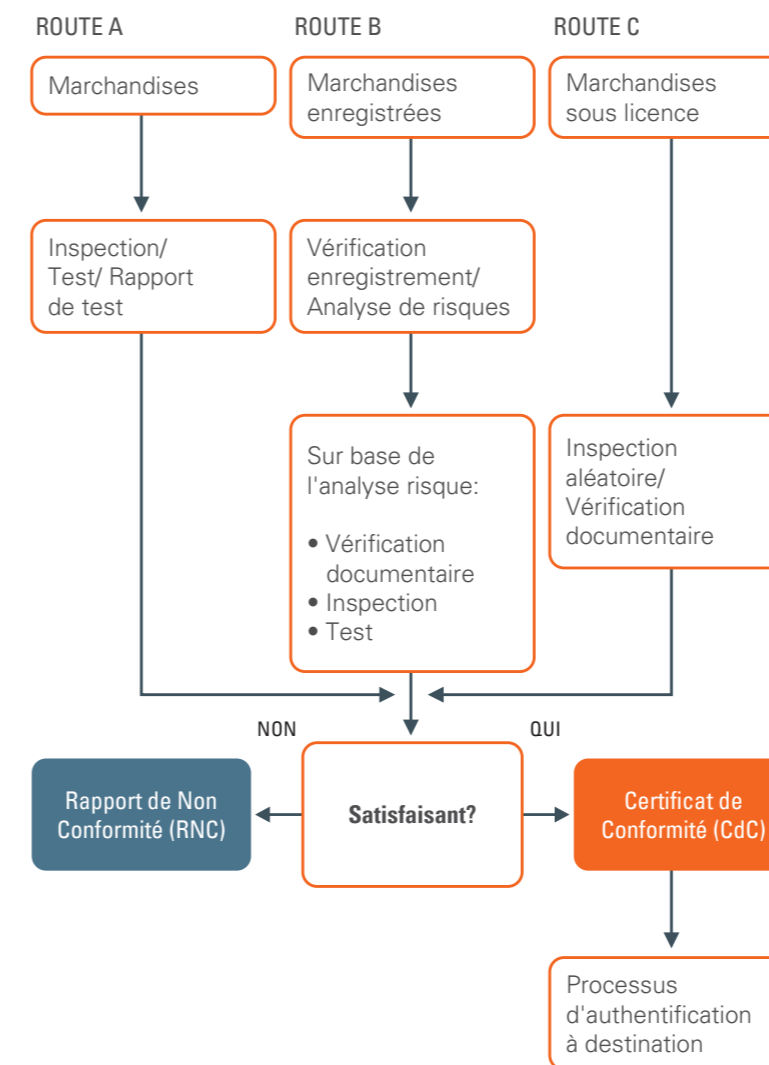 ROUTE A
ROUTE B
ROUTE C
Marchandises
Marchandises
enregistrées
Marchandises
sous licence
Inspection/
Test/ Rapport
de test
Vérification
enregistrement/
Analyse de risques
Sur base de
l'analyse risque:
• Vérification
documentaire
• Inspection
• Test
Inspection
aléatoire/
Vérification
documentaire
NON
QUI
Rapport de Non
Conformité (RNC)
Satisfaisant?
Certificat de
Conformité (CdC)
Processus
d'authentification
à destination